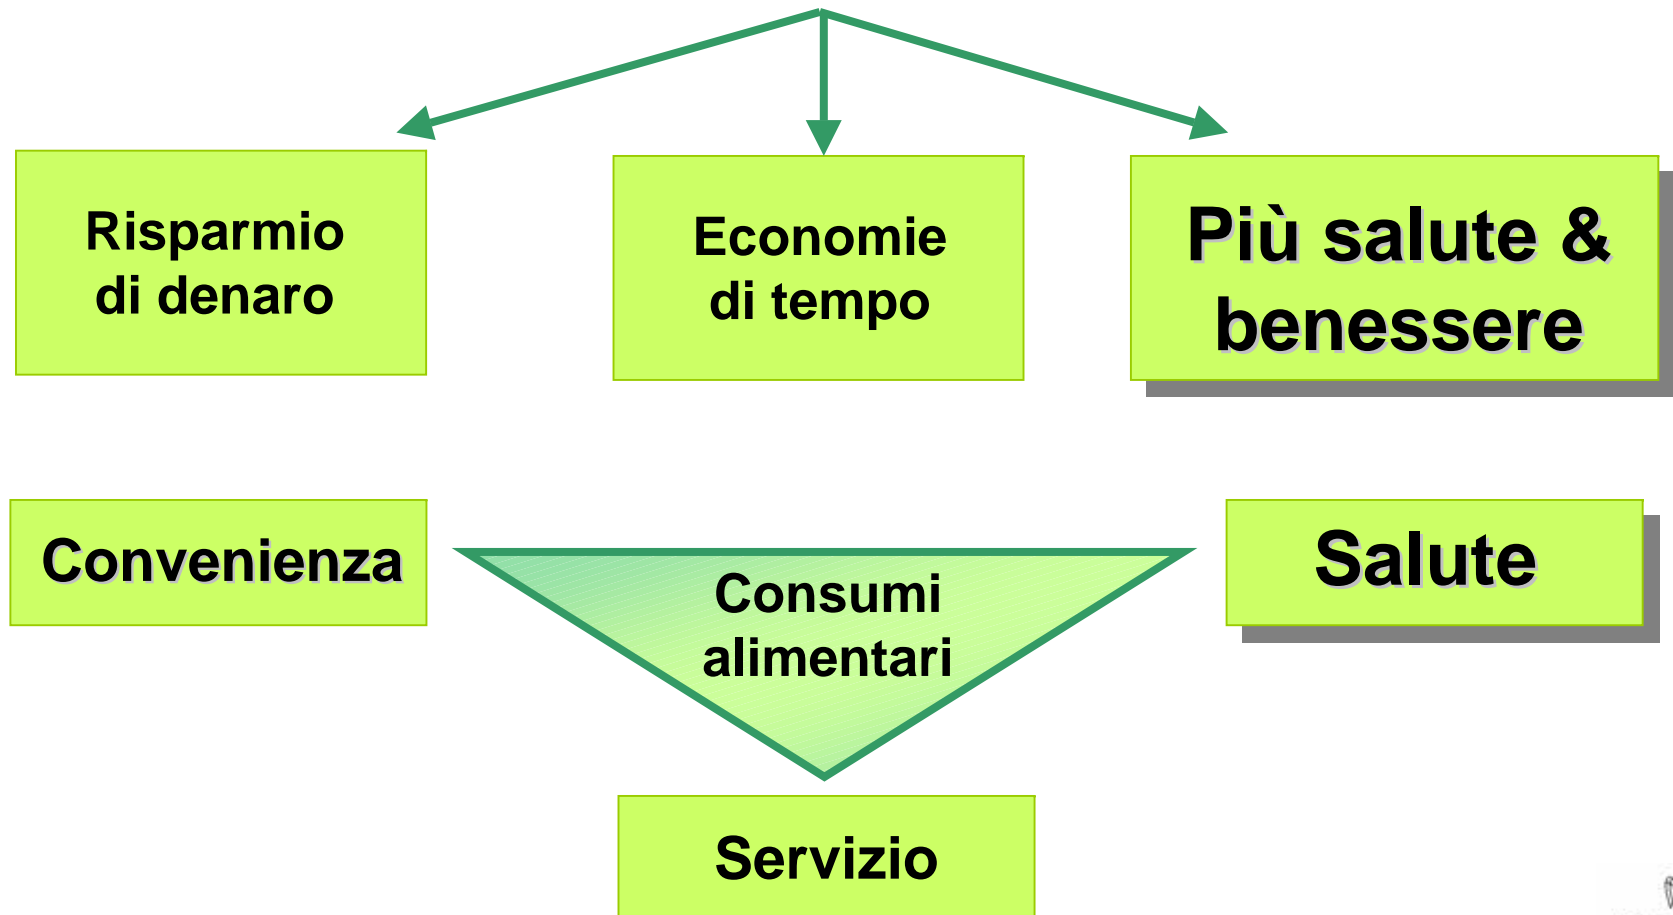 Risparmio
di denaro
Economie
di tempo
Più salute &
benessere
Convenienza
Consumi
alimentari
Salute
Servizio